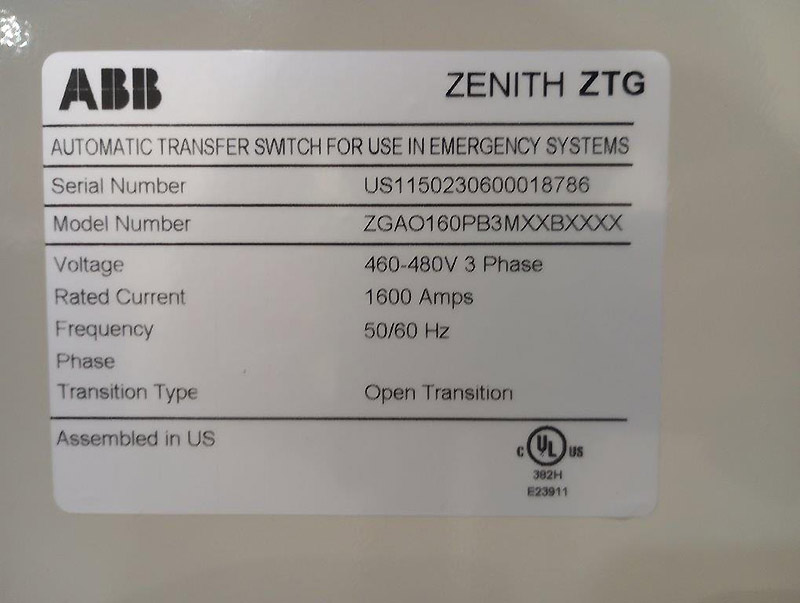 ABB ZENITH ZTG
AUTOMATIC TRANSFER SWITCH FOR USE IN EMERGENCY SYSTEMS
Serial Number US1150230600018786
Model Number ZGAO160PB3MXXBXXXX
Voltage 460-480V 3 Phase
Rated Current 1600 Amps
Frequency 50/60 Hz
Phase
Transition Type Open Transition
Assembled in US
C UL US
392H
E23911